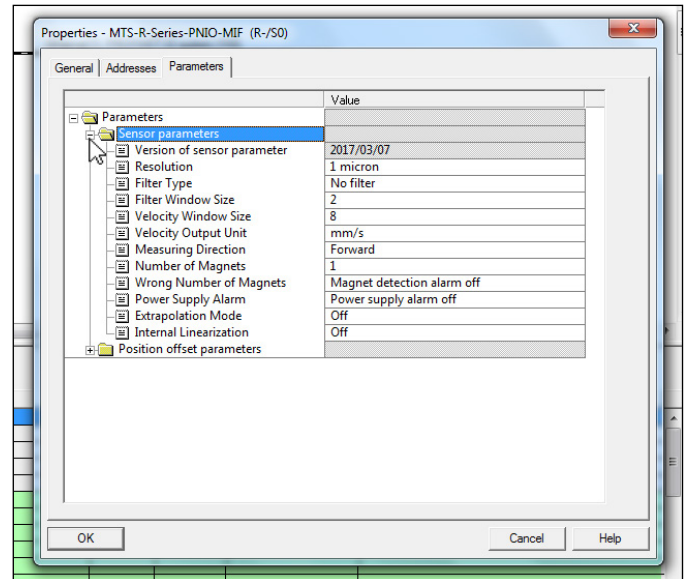 Properties - MTS-R-Series-PNIO-MIF (R-/S0)
General Addresses Parameters
Value
Parameters
Sensor parameters
Version of sensor parameter 2017/03/07
Resolution 1 micron
Filter Type No filter
Filter Window Size 2
Velocity Window Size 8
Velocity Output Unit mm/s
Measuring Direction Forward
Number of Magnets 1
Wrong Number of Magnets Magnet detection alarm off
Power Supply Alarm Power supply alarm off
Extrapolation Mode Off
Internal Linearization Off
Position offset parameters
OK Cancel Help